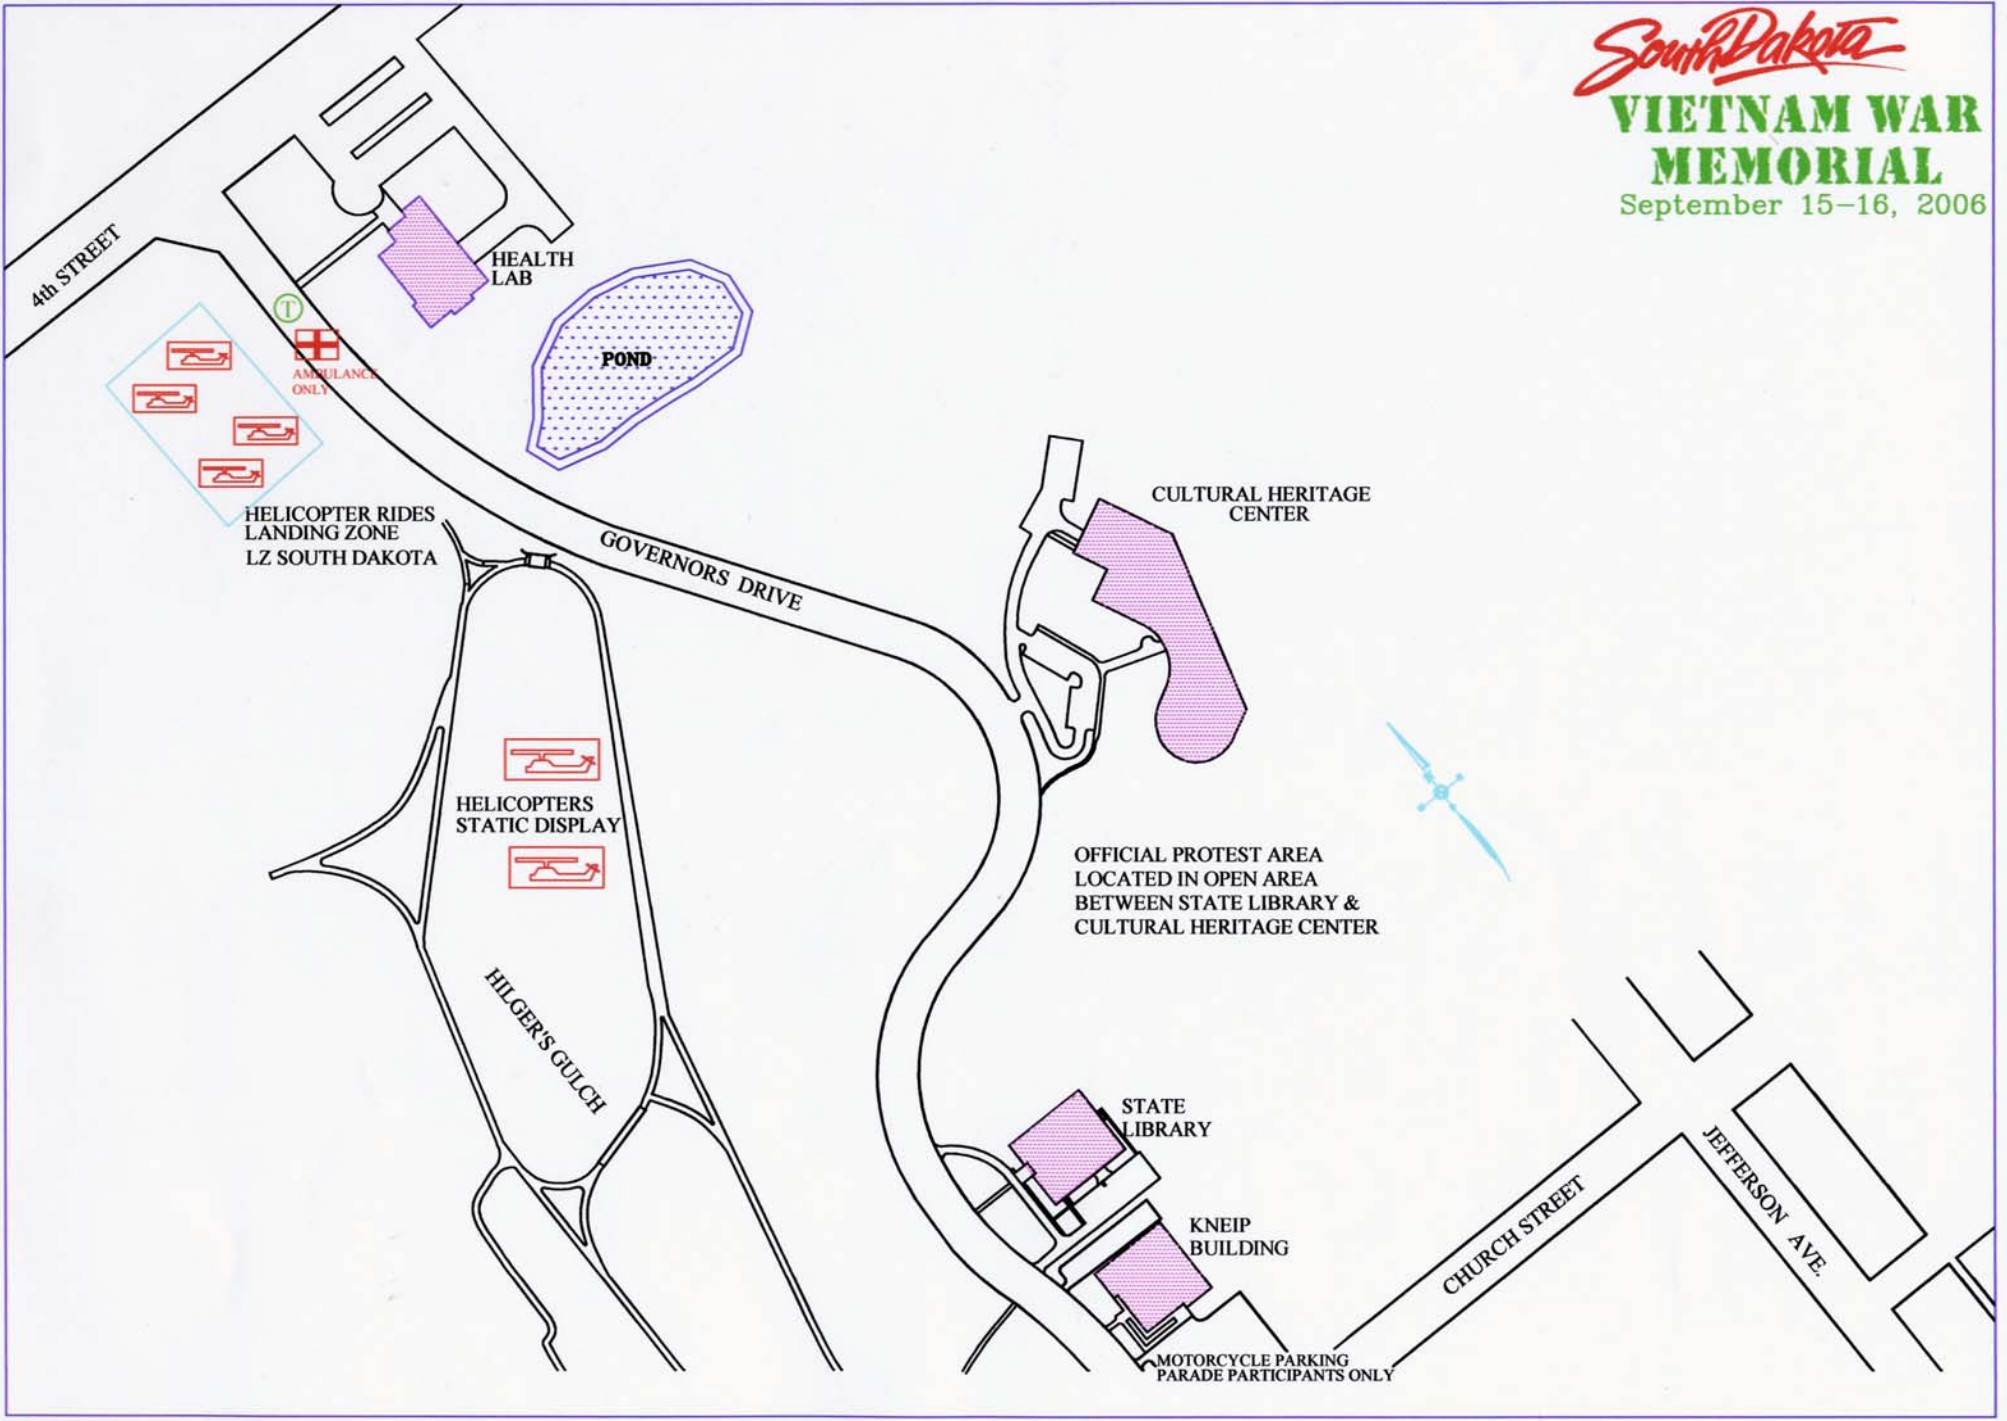 South Dakota
VIETNAM WAR
MEMORIAL
September 15-16, 2006
4th STREET
HEALTH
LAB
T
AMBULANCE
ONLY
POND
HELICOPTER RIDES
LANDING ZONE
LZ SOUTH DAKOTA
GOVERNORS DRIVE
CULTURAL HERITAGE
CENTER
HELICOPTERS
STATIC DISPLAY
OFFICIAL PROTEST AREA
LOCATED IN OPEN AREA
BETWEEN STATE LIBRARY &
CULTURAL HERITAGE CENTER
HILGER'S GULCH
STATE
LIBRARY
KNEIP
BUILDING
CHURCH STREET
JEFFERSON AVE.
MOTORCYCLE PARKING
PARADE PARTICIPANTS ONLY